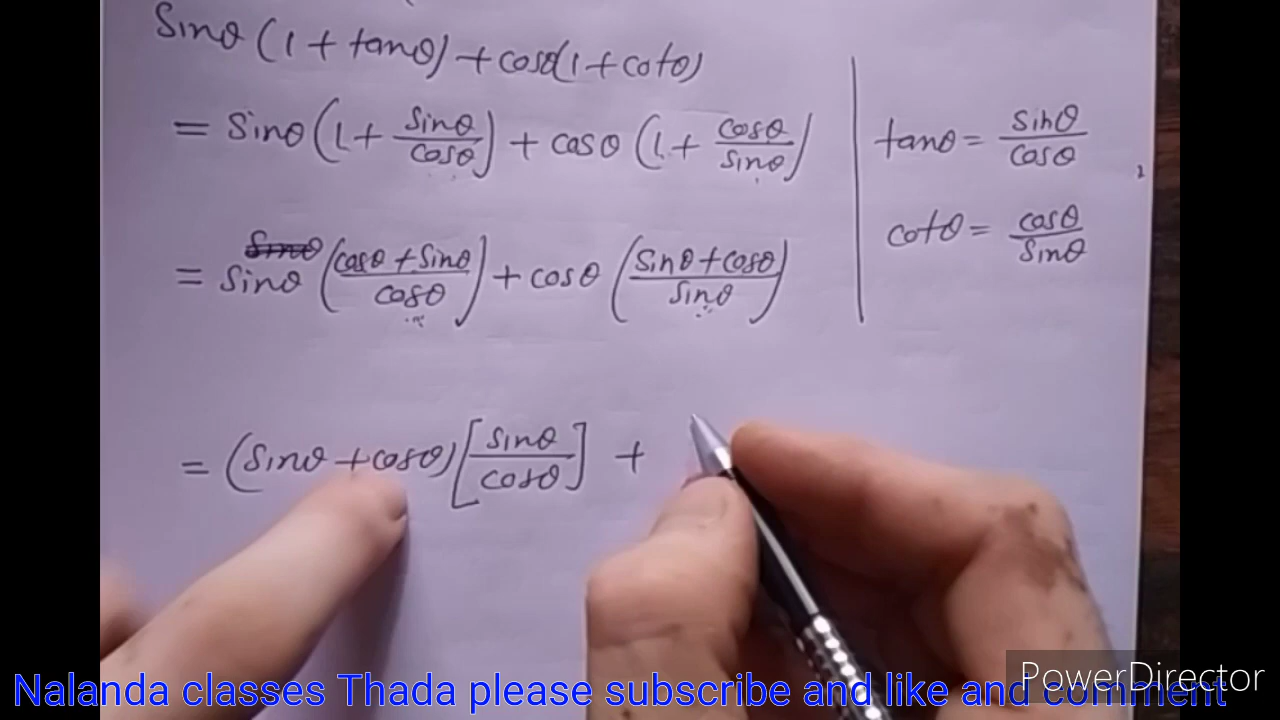 Sinθ (1 + tanθ) + cosθ(1 + cotθ)
= sinθ (1 + sinθ/cosθ) + cosθ (1 + cosθ/sinθ)
tanθ = sinθ/cosθ
cotθ = cosθ/sinθ
= sinθ (cosθ + sinθ/cosθ) + cosθ (sinθ + cosθ/sinθ)
= (sinθ + cosθ) [sinθ/cosθ] +
PowerDirector
Nalanda classes Thada please subscribe and like and comment